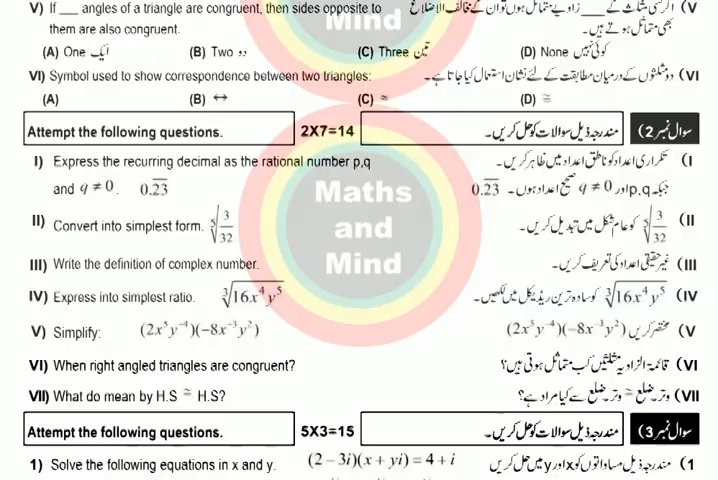 V) If ___ angles of a triangle are congruent, then sides opposite to اگر کسی مثلث کے ___ زاویے متماثل ہوں تو ان کے مخالف الاضلاع (V
them are also congruent. بھی متماثل ہوتے ہیں۔
(A) One ایک (B) Two دو (C) Three تین (D) None کوئی نہیں
VI) Symbol used to show correspondence between two triangles: دو مثلثوں کے درمیان مطابقت کے لئے نشان استعمال کیا جاتا ہے۔ (VI
(A) (B) ↔ (C) ≈ (D) ≅
Attempt the following questions. 2X7=14 مندرجہ ذیل سوالات کو حل کریں۔ سوال نمبر 2)
I) Express the recurring decimal as the rational number p,q تکراری اعداد کو ناطق اعداد میں ظاہر کریں۔ (I
and q ≠ 0. 0.2̅3̅ 0.2̅3̅ جبکہ p,q اور q ≠ 0 صحیح اعداد ہوں۔
II) Convert into simplest form. ⁵√(3/32) ⁵√(3/32) کو عام شکل میں تبدیل کریں۔ (II
III) Write the definition of complex number. غیر حقیقی اعداد کی تعریف کریں۔ (III
IV) Express into simplest ratio. ³√(16x⁴y⁵) ³√(16x⁴y⁵) کو سادہ ترین ریڈیکل میں لکھیں۔ (IV
V) Simplify: (2x⁵y⁻⁴)(−8x⁻³y²) (2x⁵y⁻⁴)(−8x⁻³y²) مختصر کریں (V
VI) When right angled triangles are congruent? قائمۃ الزاویہ مثلثیں کب متماثل ہوتی ہیں؟ (VI
VII) What do mean by H.S ≅ H.S? وتر۔ضلع ≅ وتر۔ضلع سے کیا مراد ہے؟ (VII
Attempt the following questions. 5X3=15 مندرجہ ذیل سوالات کو حل کریں۔ سوال نمبر 3)
1) Solve the following equations in x and y. (2 − 3i)(x + yi) = 4 + i مندرجہ ذیل مساداتوں کو x اور y میں حل کریں (1
Mind
Maths
and
Mind